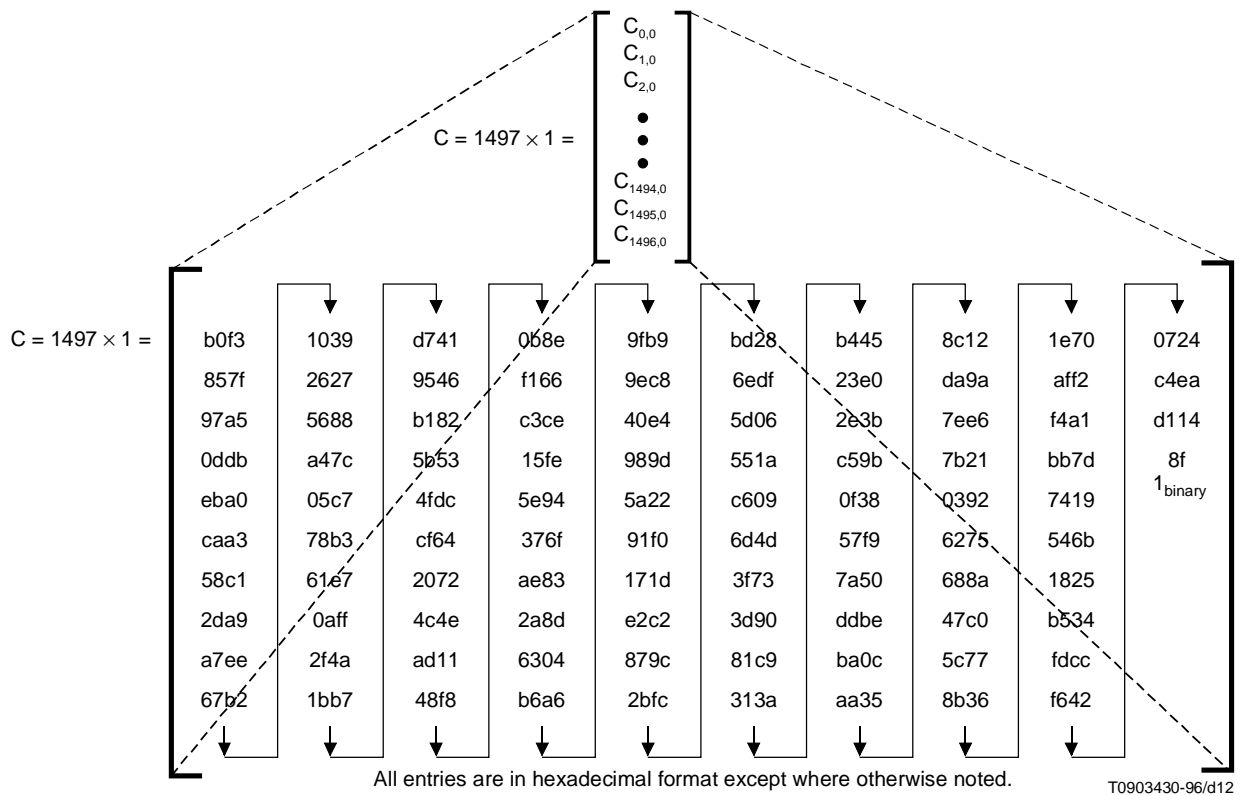 C0,0
C1,0
C2,0
C = 1497 × 1 =
C1494,0
C1495,0
C1496,0
C = 1497 × 1 =
b0f3 1039 d741 0b8e 9fb9 bd28 b445 8c12 1e70 0724
857f 2627 9546 f166 9ec8 6edf 23e0 da9a aff2 c4ea
97a5 5688 b182 c3ce 40e4 5d06 2e3b 7ee6 f4a1 d114
0ddb a47c 5b53 15fe 989d 551a c59b 7b21 bb7d 8f
eba0 05c7 4fdc 5e94 5a22 c609 0f38 0392 7419 1binary
caa3 78b3 cf64 376f 91f0 6d4d 57f9 6275 546b
58c1 61e7 2072 ae83 171d 3f73 7a50 688a 1825
2da9 0aff 4c4e 2a8d e2c2 3d90 ddbe 47c0 b534
a7ee 2f4a ad11 6304 879c 81c9 ba0c 5c77 fdcc
67b2 1bb7 48f8 b6a6 2bfc 313a aa35 8b36 f642
All entries are in hexadecimal format except where otherwise noted.
T0903430-96/d12